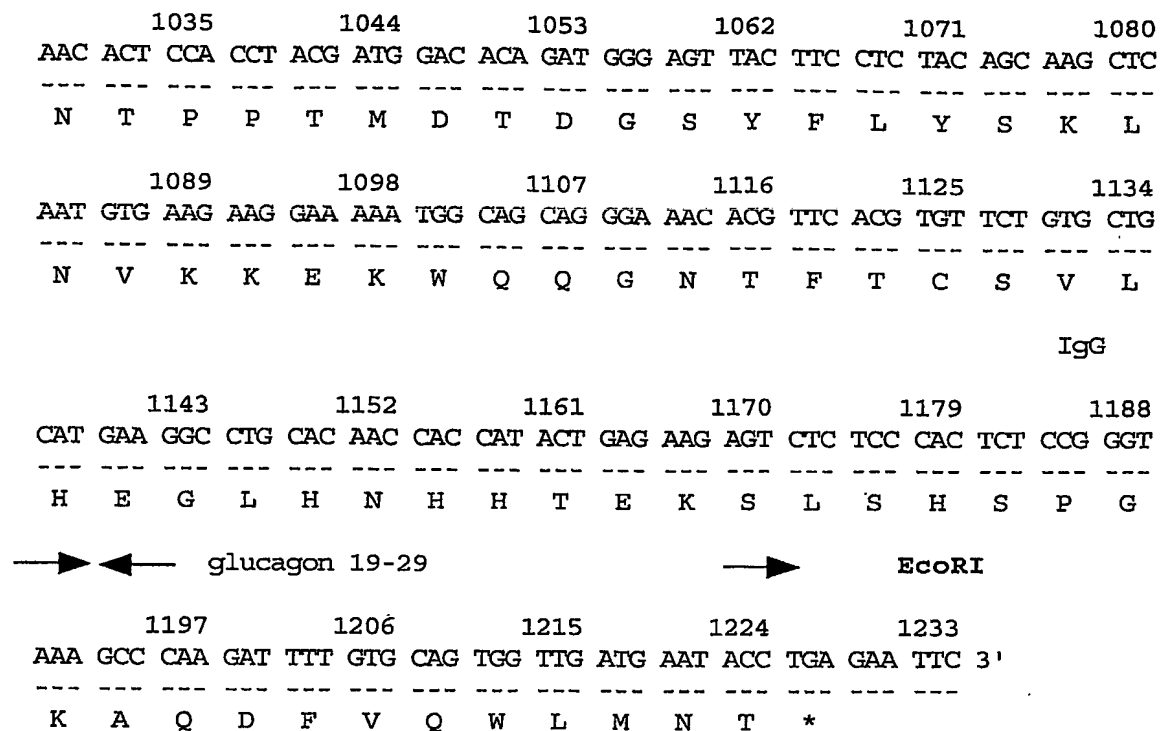 1035 1044 1053 1062 1071 1080
AAC ACT CCA CCT ACG ATG GAC ACA GAT GGG AGT TAC TTC CTC TAC AGC AAG CTC
--- --- --- --- --- --- --- --- --- --- --- --- --- --- --- --- --- ---
N T P P T M D T D G S Y F L Y S K L
1089 1098 1107 1116 1125 1134
AAT GTG AAG AAG GAA AAA TGG CAG CAG GGA AAC ACG TTC ACG TGT TCT GTG CTG
--- --- --- --- --- --- --- --- --- --- --- --- --- --- --- --- --- ---
N V K K E K W Q Q G N T F T C S V L
IgG
1143 1152 1161 1170 1179 1188
CAT GAA GGC CTG CAC AAC CAC CAT ACT GAG AAG AGT CTC TCC CAC TCT CCG GGT
--- --- --- --- --- --- --- --- --- --- --- --- --- --- --- --- --- ---
H E G L H N H H T E K S L S H S P G
glucagon 19-29 EcoRI
1197 1206 1215 1224 1233
AAA GCC CAA GAT TTT GTG CAG TGG TTG ATG AAT ACC TGA GAA TTC 3'
--- --- --- --- --- --- --- --- --- --- --- --- --- --- ---
K A Q D F V Q W L M N T *